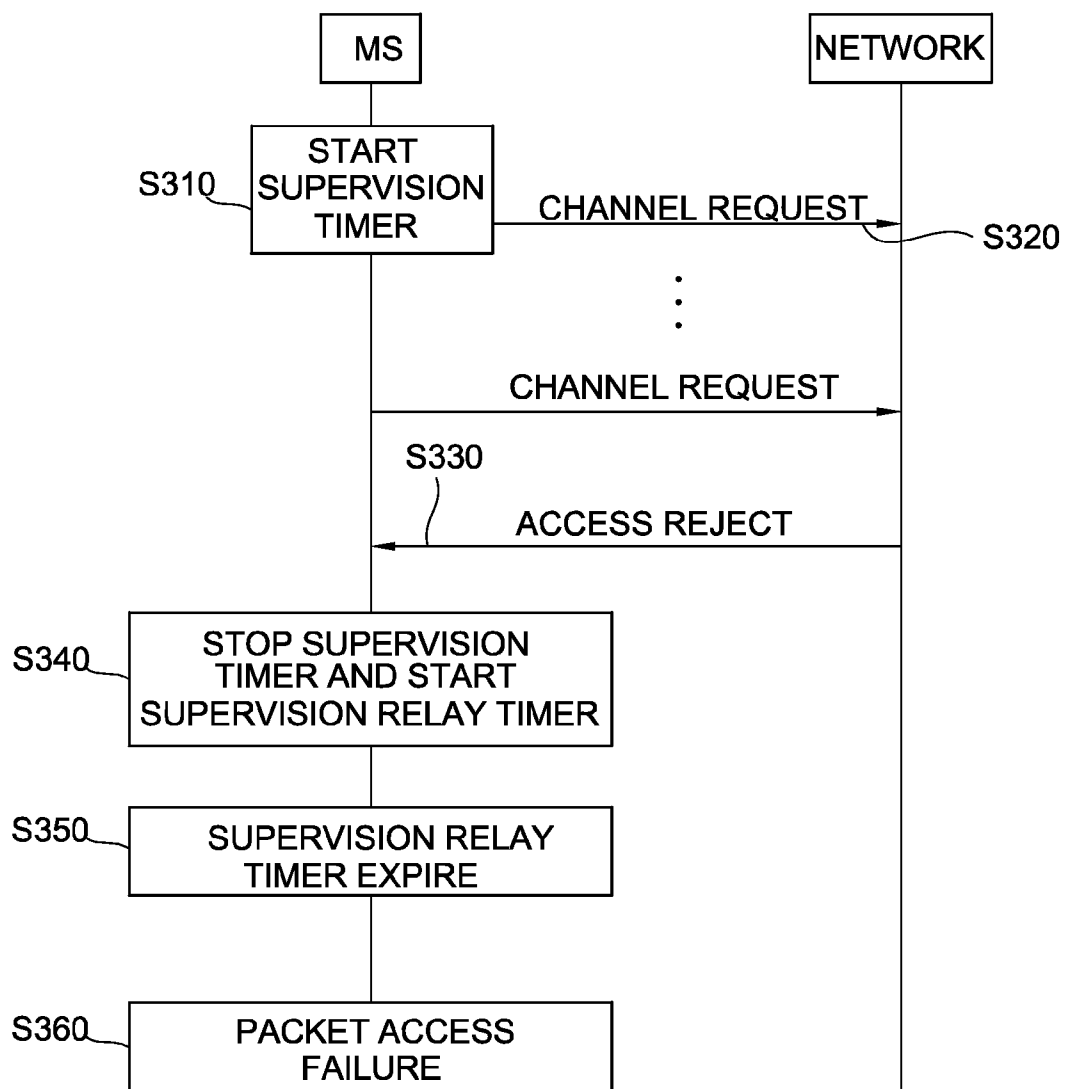 MS
NETWORK
START
SUPERVISION
TIMER
S310
CHANNEL REQUEST
S320
CHANNEL REQUEST
S330
ACCESS REJECT
S340
STOP SUPERVISION
TIMER AND START
SUPERVISION RELAY TIMER
S350
SUPERVISION RELAY
TIMER EXPIRE
S360
PACKET ACCESS
FAILURE